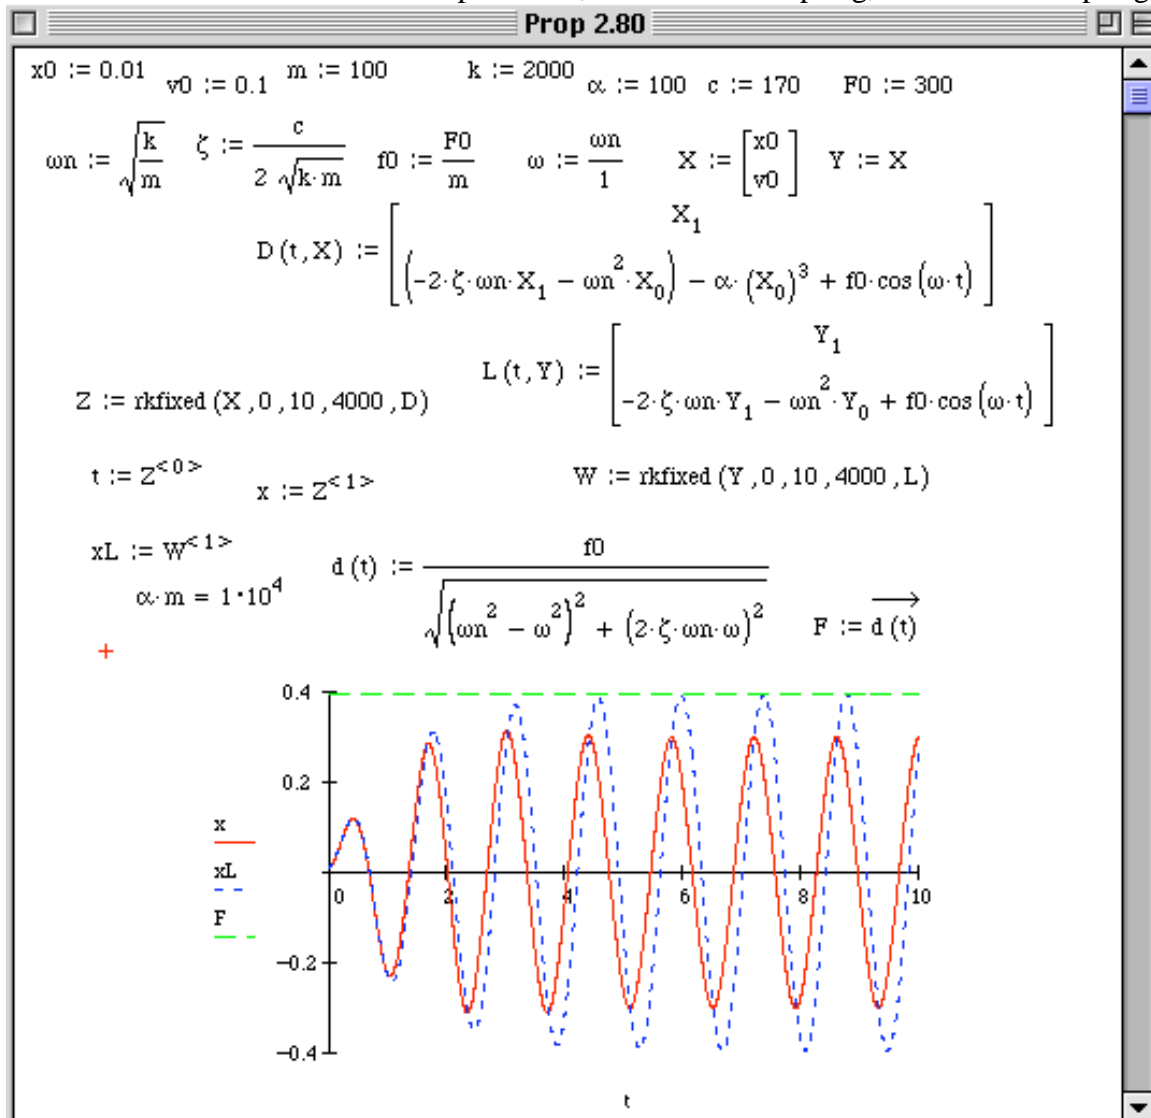 Prop 2.80
x0 := 0.01 v0 := 0.1 m := 100 k := 2000 α := 100 c := 170 F0 := 300
ωn := √(k/m) ζ := c/(2 √(k·m)) f0 := F0/m ω := ωn/1 X := [x0 v0] Y := X
D (t , X) := [X₁
(-2·ζ·ωn·X₁ − ωn²·X₀) − α·(X₀)³ + f0·cos(ω·t)]
L (t , Y) := [Y₁
-2·ζ·ωn·Y₁ − ωn²·Y₀ + f0·cos(ω·t)]
Z := rkfixed (X , 0 , 10 , 4000 , D)
t := Z^<0> x := Z^<1> W := rkfixed (Y , 0 , 10 , 4000 , L)
xL := W^<1> d (t) := f0/√((ωn² − ω²)² + (2·ζ·ωn·ω)²) F := d (t)
α·m = 1•10⁴
0.4
0.2
x
xL
F
0 2 4 6 8 10
−0.2
−0.4
t